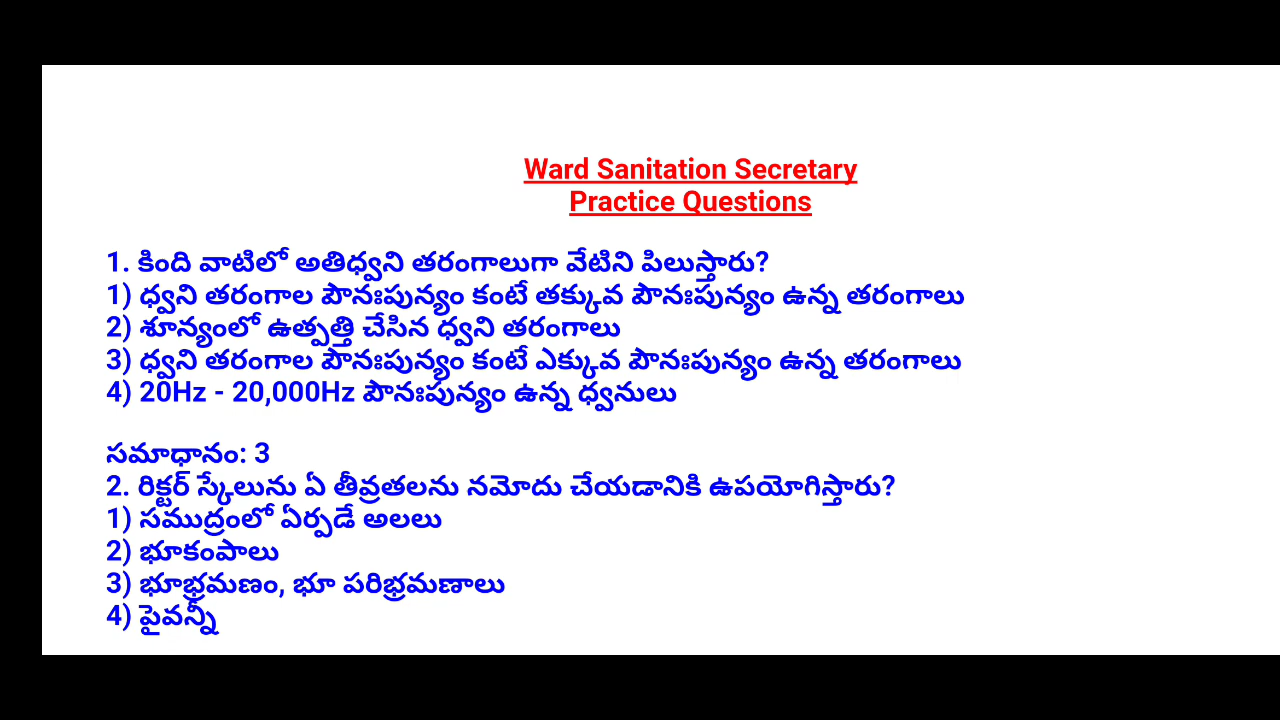 Ward Sanitation Secretary
Practice Questions
1. కింది వాటిలో అతిధ్వని తరంగాలుగా వేటిని పిలుస్తారు?
1) ధ్వని తరంగాల పౌనఃపున్యం కంటే తక్కువ పౌనఃపున్యం ఉన్న తరంగాలు
2) శూన్యంలో ఉత్పత్తి చేసిన ధ్వని తరంగాలు
3) ధ్వని తరంగాల పౌనఃపున్యం కంటే ఎక్కువ పౌనఃపున్యం ఉన్న తరంగాలు
4) 20Hz - 20,000Hz పౌనఃపున్యం ఉన్న ధ్వనులు
సమాధానం: 3
2. రిక్టర్ స్కేలును ఏ తీవ్రతలను నమోదు చేయడానికి ఉపయోగిస్తారు?
1) సముద్రంలో ఏర్పడే అలలు
2) భూకంపాలు
3) భూభ్రమణం, భూ పరిభ్రమణాలు
4) పైవన్నీ